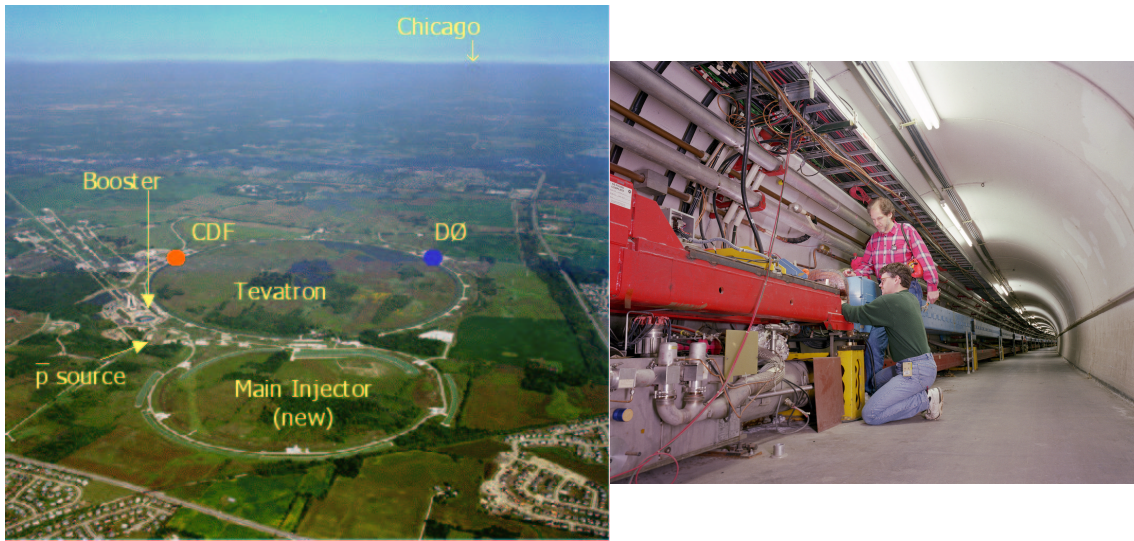 Chicago
Booster
CDF
DØ
Tevatron
p̅ source
Main Injector
(new)